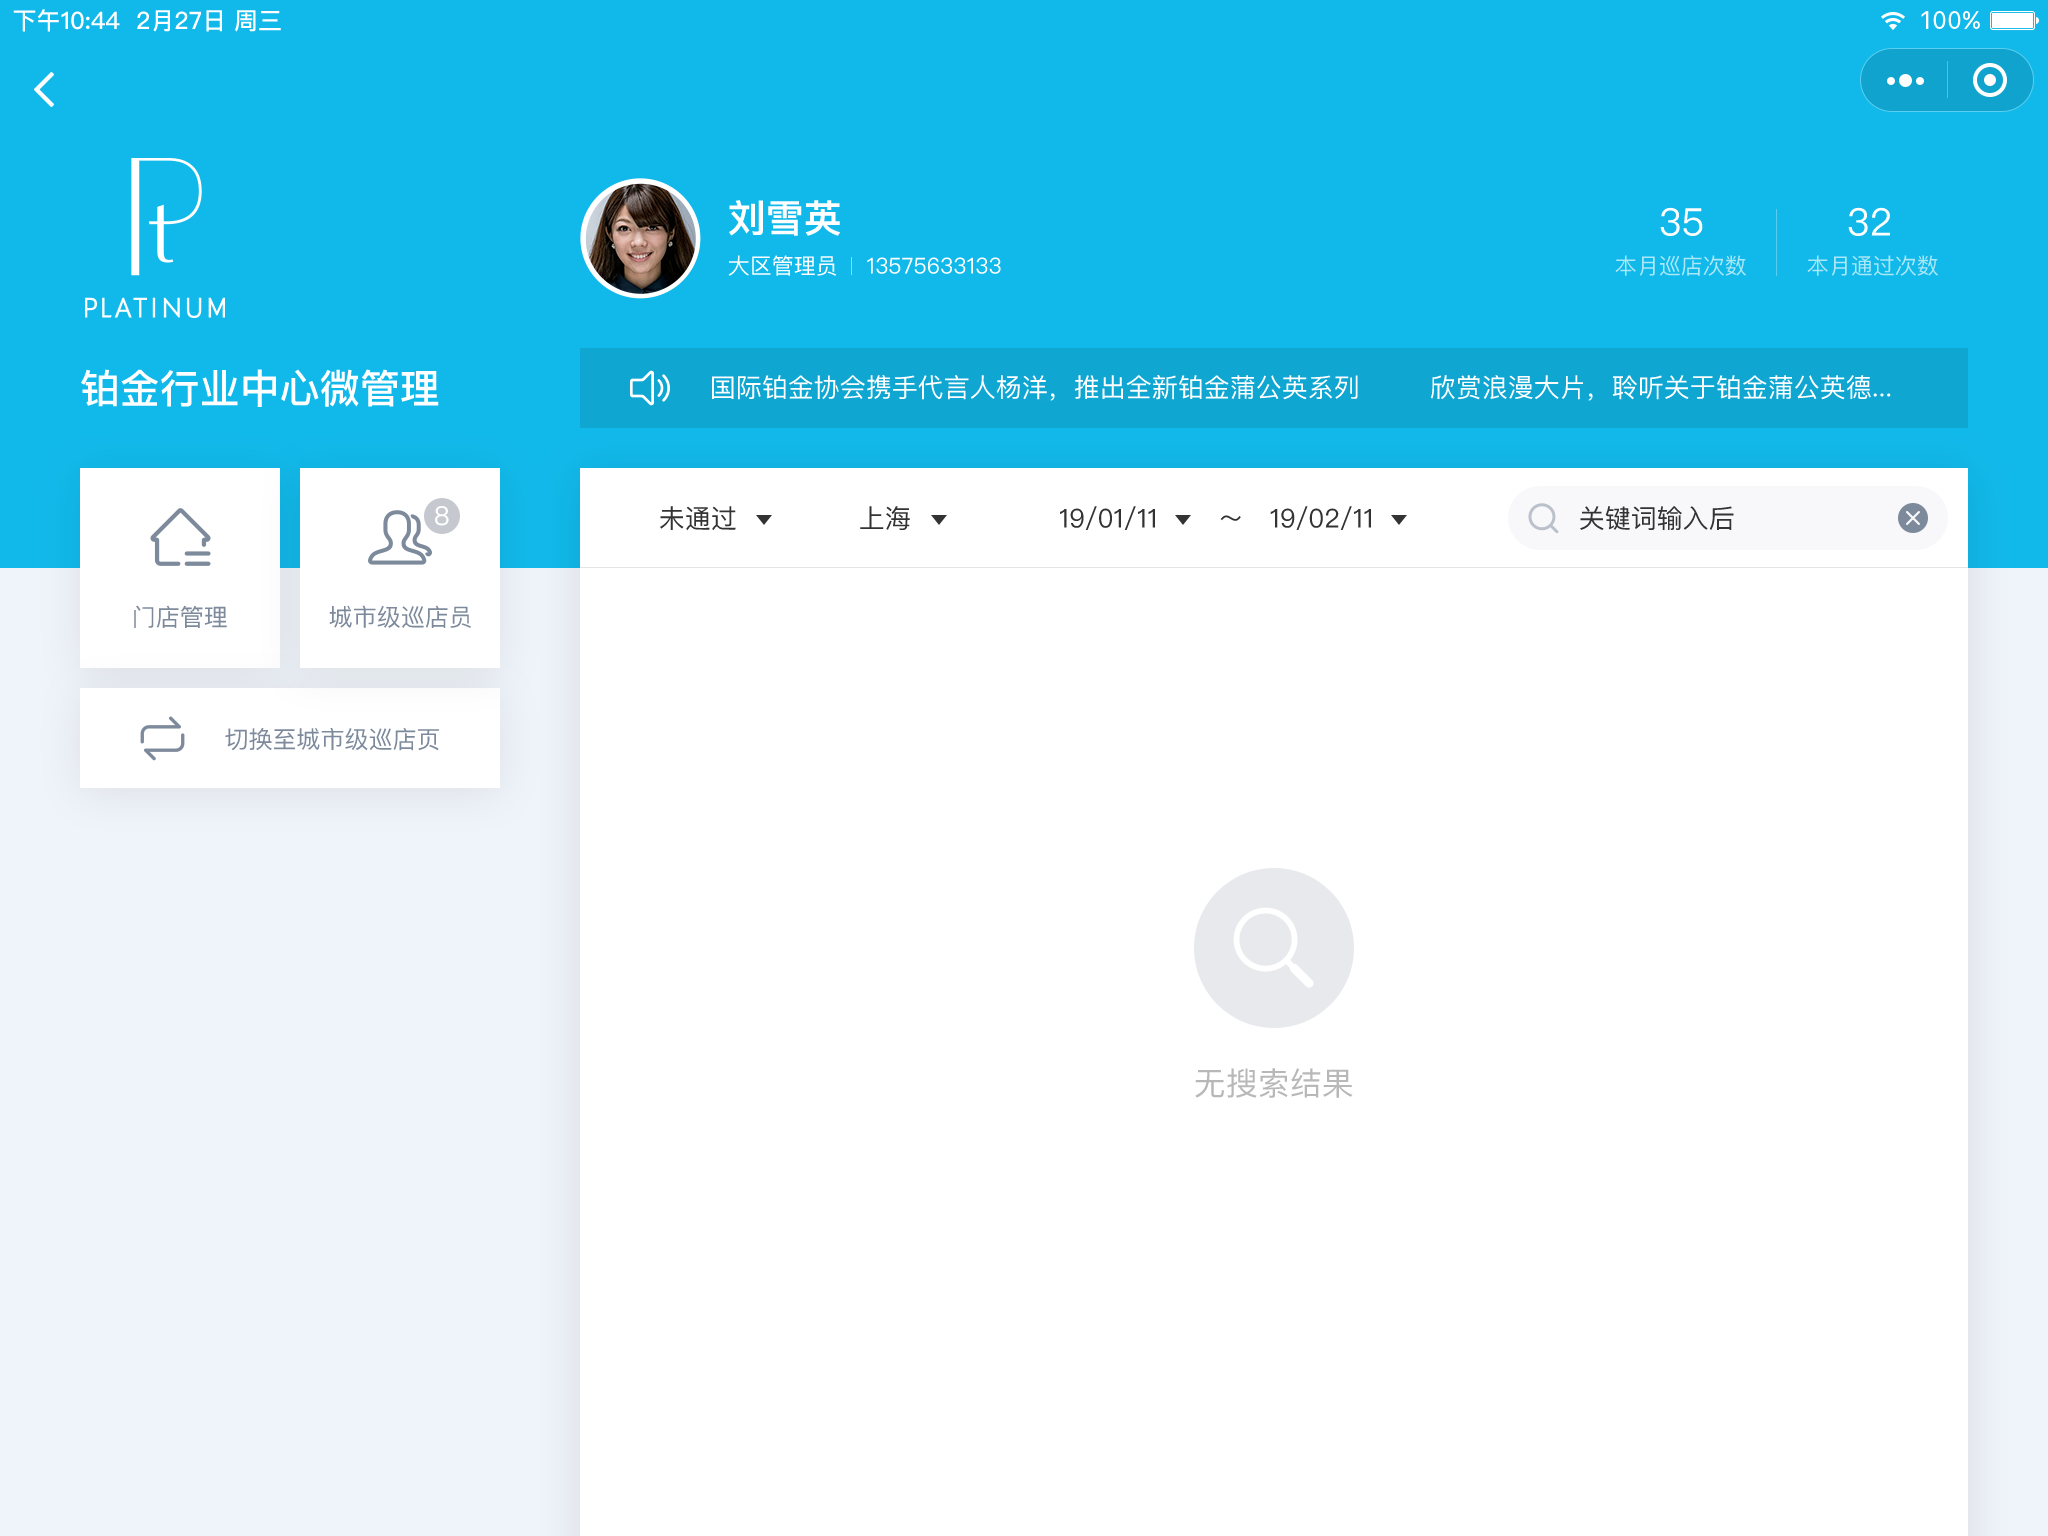 下午10:44 2月27日 周三
100%
Pt
PLATINUM
铂金行业中心微管理
刘雪英
大区管理员 13575633133
35
本月巡店次数
32
本月通过次数
国际铂金协会携手代言人杨洋，推出全新铂金蒲公英系列 欣赏浪漫大片，聆听关于铂金蒲公英德...
门店管理
8
城市级巡店员
切换至城市级巡店页
未通过 上海 19/01/11 ～ 19/02/11 关键词输入后
无搜索结果